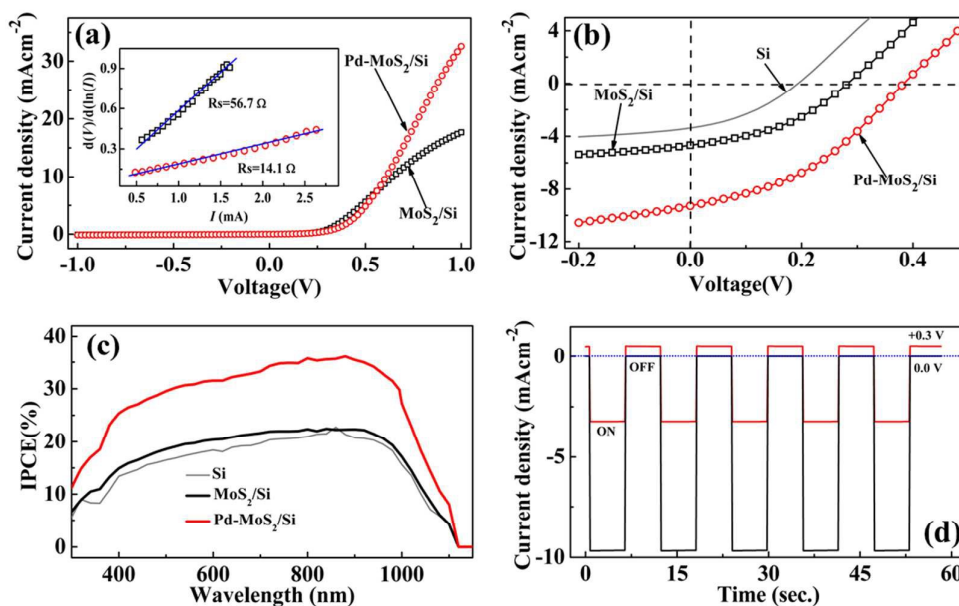 (a)
Current density (mAcm-2)
30
20
10
0
-1.0 -0.5 0.0 0.5 1.0
Voltage(V)
Pd-MoS2/Si
MoS2/Si
d(V)/d(ln(J))
0.9
0.6
0.3
Rs=56.7 Ω
Rs=14.1 Ω
0.5 1.0 1.5 2.0 2.5
I (mA)
(b)
Current density (mAcm-2)
4
0
-4
-8
-12
-0.2 0.0 0.2 0.4
Voltage(V)
Si
MoS2/Si
Pd-MoS2/Si
(c)
IPCE(%)
40
30
20
10
0
400 600 800 1000
Wavelength (nm)
Si
MoS2/Si
Pd-MoS2/Si
(d)
Current density (mAcm-2)
0
-5
-10
0 15 30 45 60
Time (sec.)
+0.3 V
0.0 V
OFF
ON